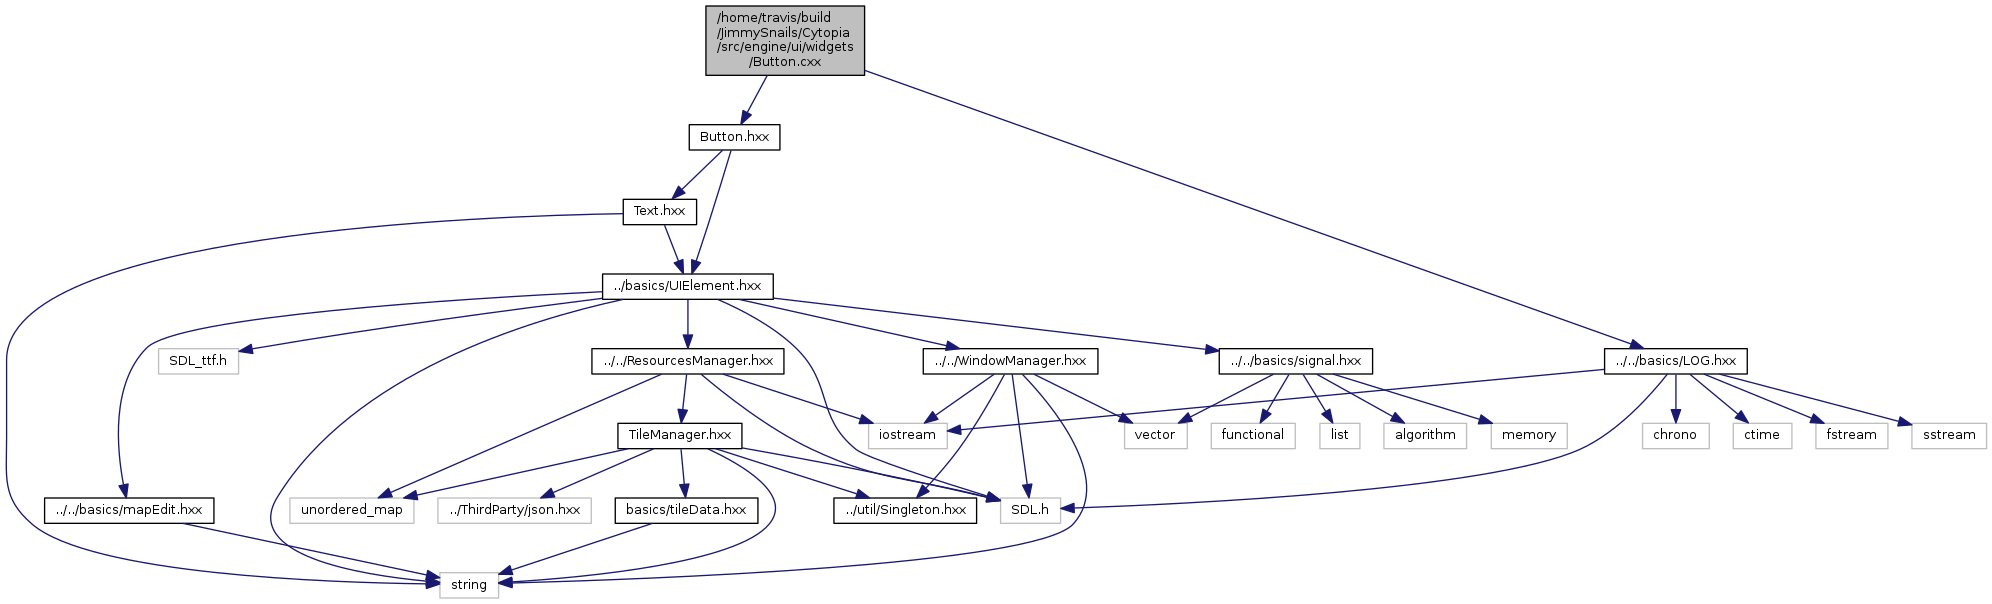 /home/travis/build
/JimmySnails/Cytopia
/src/engine/ui/widgets
/Button.cxx
Button.hxx
Text.hxx
../basics/UIElement.hxx
SDL_ttf.h
../../ResourcesManager.hxx
../../WindowManager.hxx
../../basics/signal.hxx
../../basics/LOG.hxx
TileManager.hxx
iostream
vector
functional
list
algorithm
memory
chrono
ctime
fstream
sstream
../../basics/mapEdit.hxx
unordered_map
../ThirdParty/json.hxx
basics/tileData.hxx
../util/Singleton.hxx
SDL.h
string